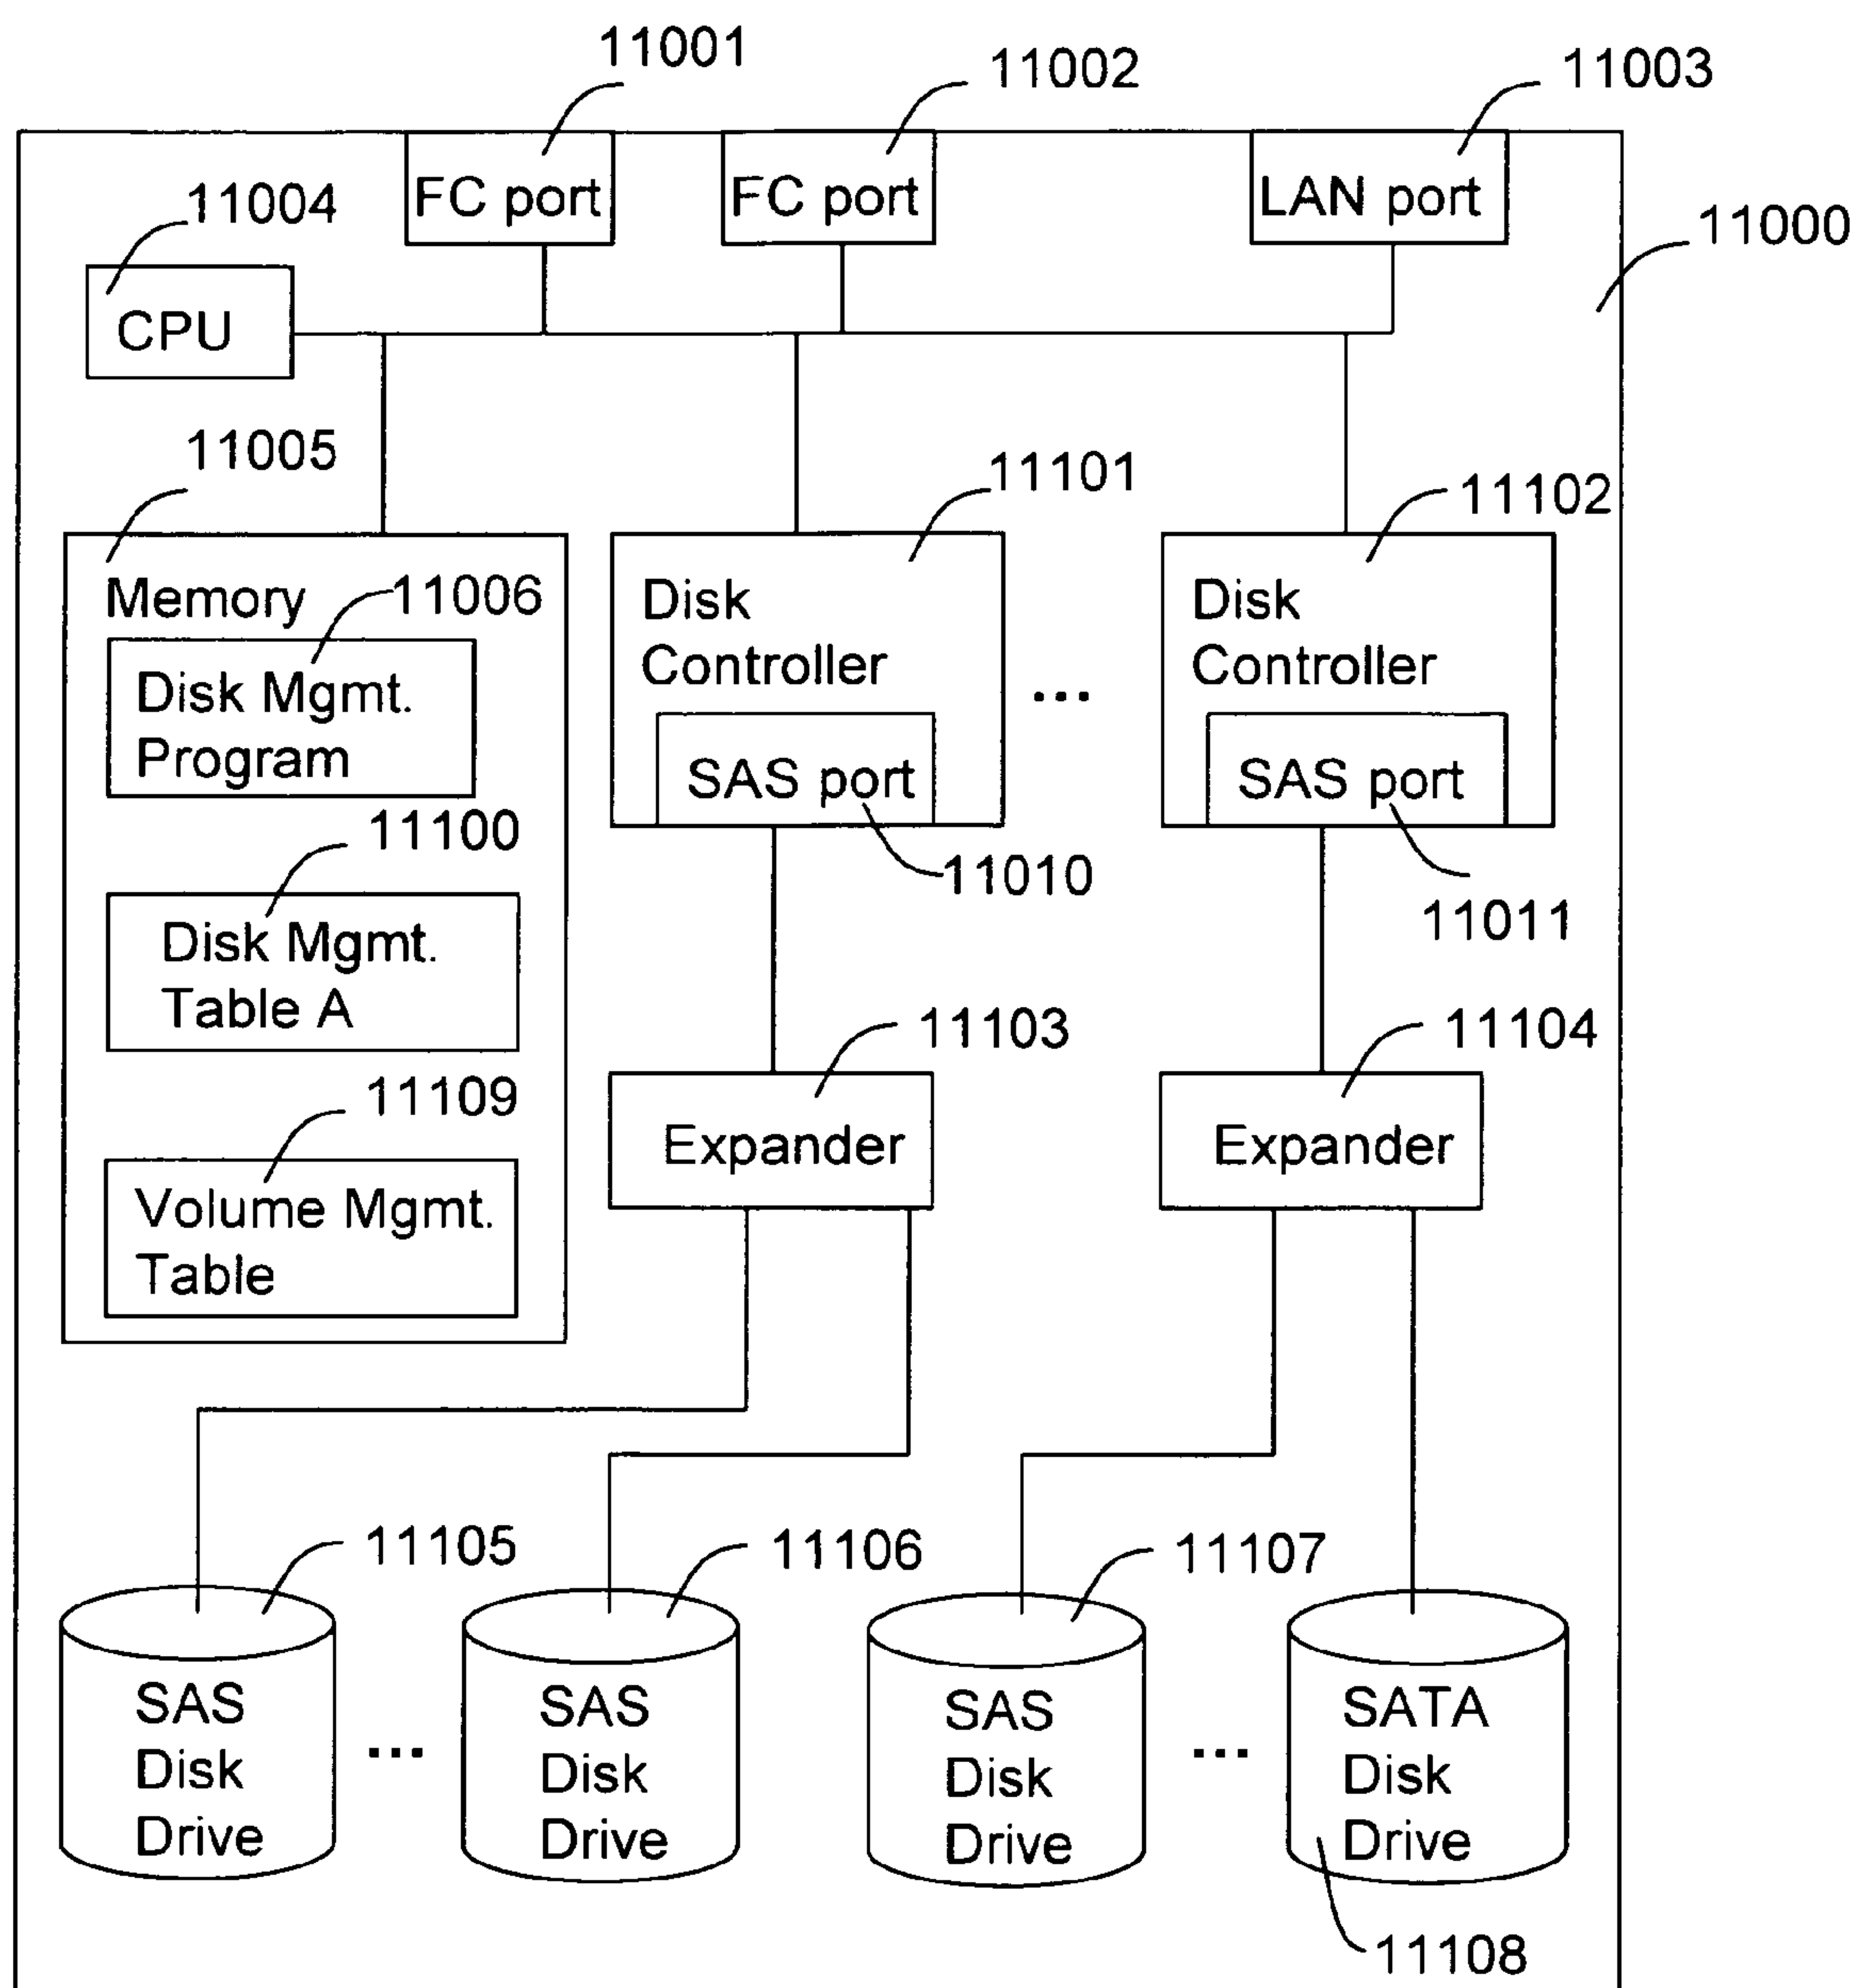 11001
11002
11003
FC port
FC port
LAN port
11004
11000
CPU
11005
11101
11102
Memory
11006
Disk Mgmt.
Program
Disk
Controller
...
Disk
Controller
SAS port
SAS port
11100
11010
11011
Disk Mgmt.
Table A
11103
11104
11109
Expander
Expander
Volume Mgmt.
Table
11105
11106
11107
SAS
Disk
Drive
...
SAS
Disk
Drive
SAS
Disk
Drive
...
SATA
Disk
Drive
11108